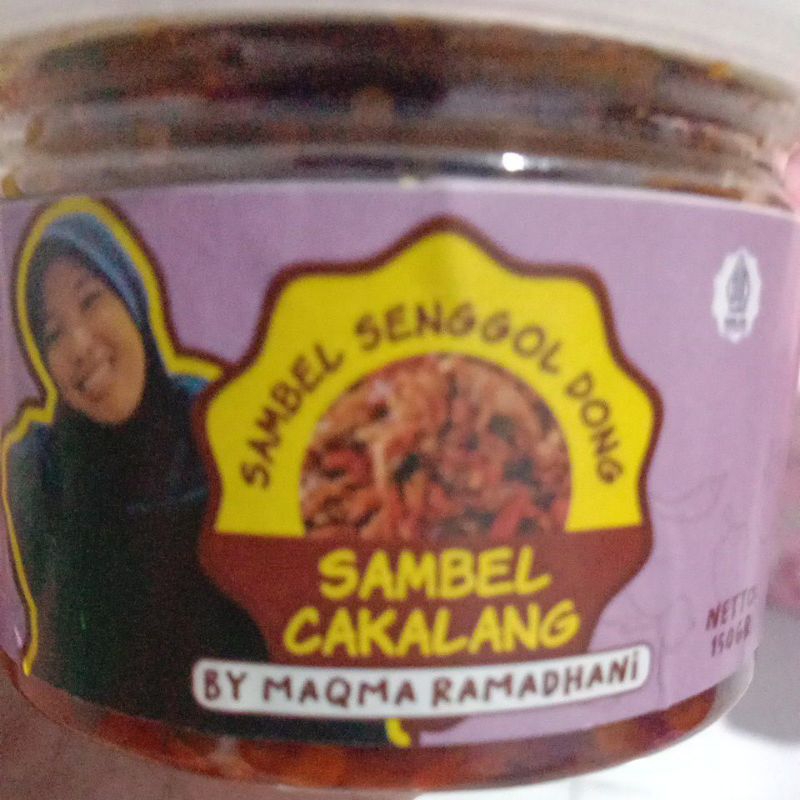 SAMBEL SENGGOL DONG
SAMBEL
CAKALANG
BY MAQMA RAMADHANI
NETTO:
150GR